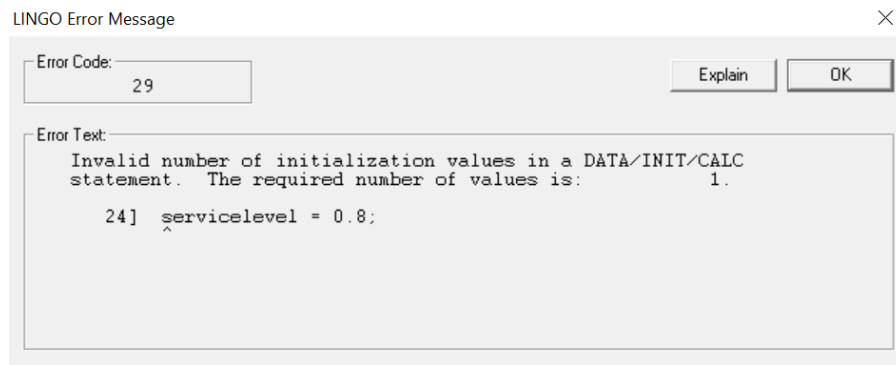 LINGO Error Message
Error Code:
29
Explain
OK
Error Text:
Invalid number of initialization values in a DATA/INIT/CALC
statement. The required number of values is: 1.
24] servicelevel = 0.8;
^